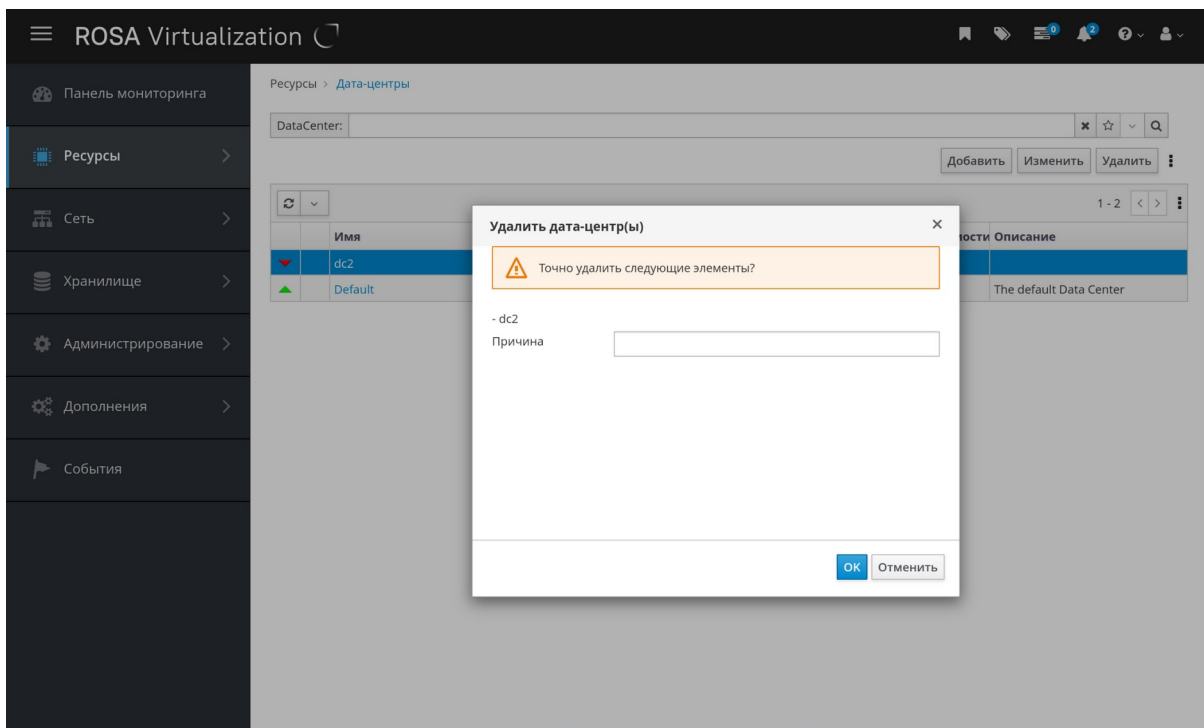 ROSA Virtualization
0
2
Панель мониторинга
Ресурсы
Сеть
Хранилище
Администрирование
Дополнения
События
Ресурсы > Дата-центры
DataCenter:
Добавить Изменить Удалить
1 - 2
Имя Описание
dc2
Default The default Data Center
Удалить дата-центр(ы)
Точно удалить следующие элементы?
- dc2
Причина
OK Отменить